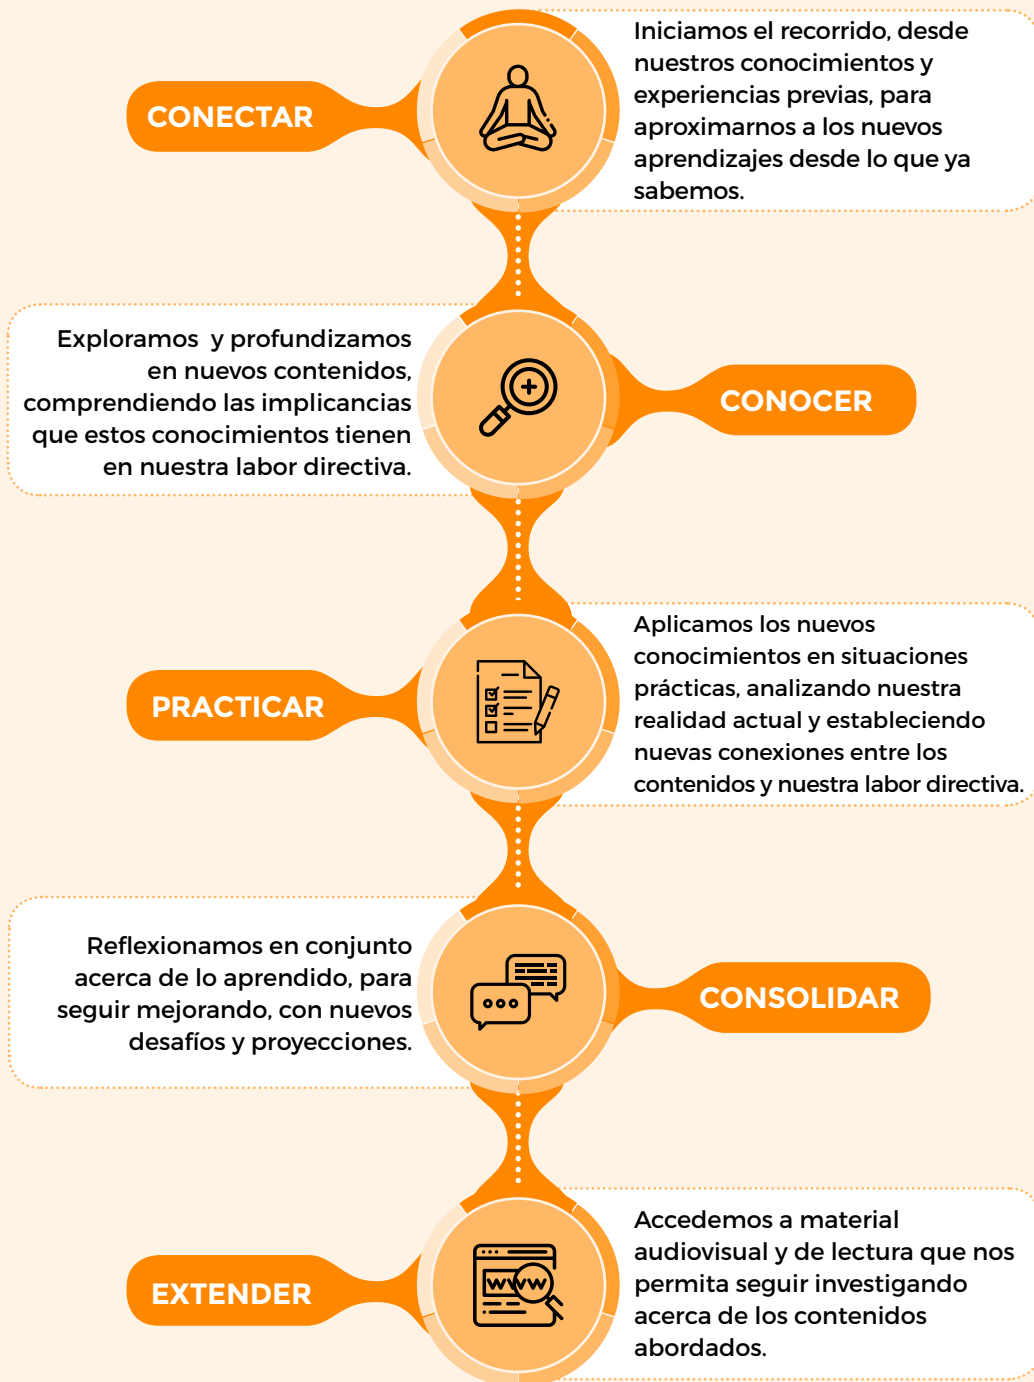 CONECTAR
Iniciamos el recorrido, desde
nuestros conocimientos y
experiencias previas, para
aproximarnos a los nuevos
aprendizajes desde lo que ya
sabemos.
Exploramos y profundizamos
en nuevos contenidos,
comprendiendo las implicancias
que estos conocimientos tienen
en nuestra labor directiva.
CONOCER
PRACTICAR
Aplicamos los nuevos
conocimientos en situaciones
prácticas, analizando nuestra
realidad actual y estableciendo
nuevas conexiones entre los
contenidos y nuestra labor directiva.
Reflexionamos en conjunto
acerca de lo aprendido, para
seguir mejorando, con nuevos
desafíos y proyecciones.
CONSOLIDAR
EXTENDER
www
Accedemos a material
audiovisual y de lectura que nos
permita seguir investigando
acerca de los contenidos
abordados.